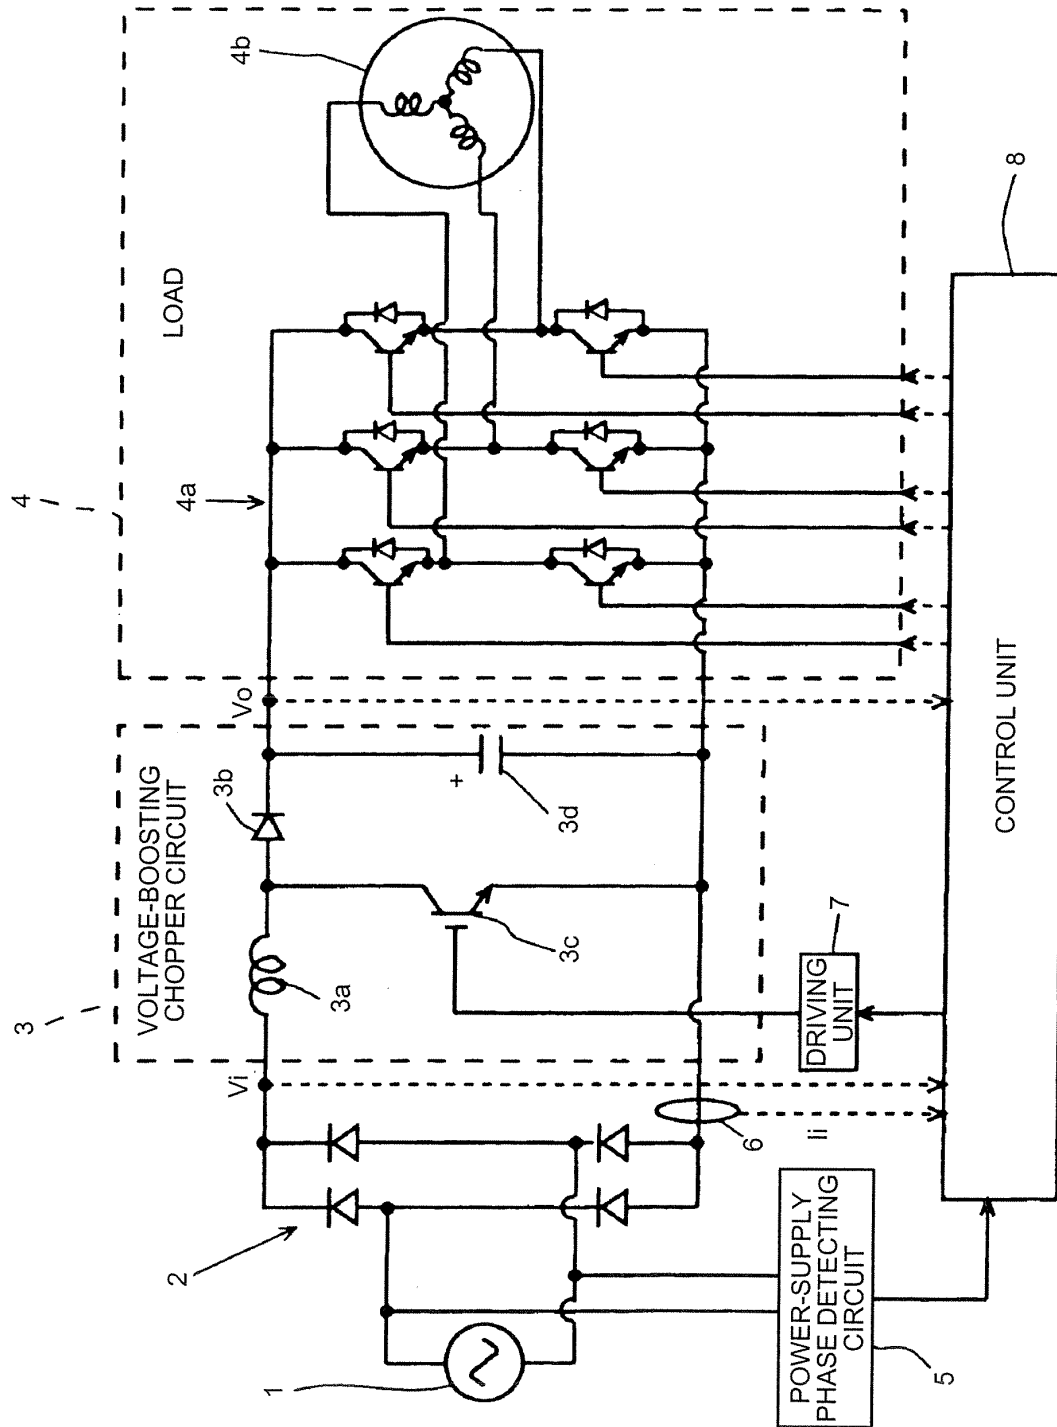 4
LOAD
4b
4a
3
VOLTAGE-BOOSTING
CHOPPER CIRCUIT
3b
3a
3c
3d
+
Vo
Vi
2
1
6
Ii
7
DRIVING
UNIT
8
CONTROL UNIT
POWER-SUPPLY
PHASE DETECTING
CIRCUIT
5